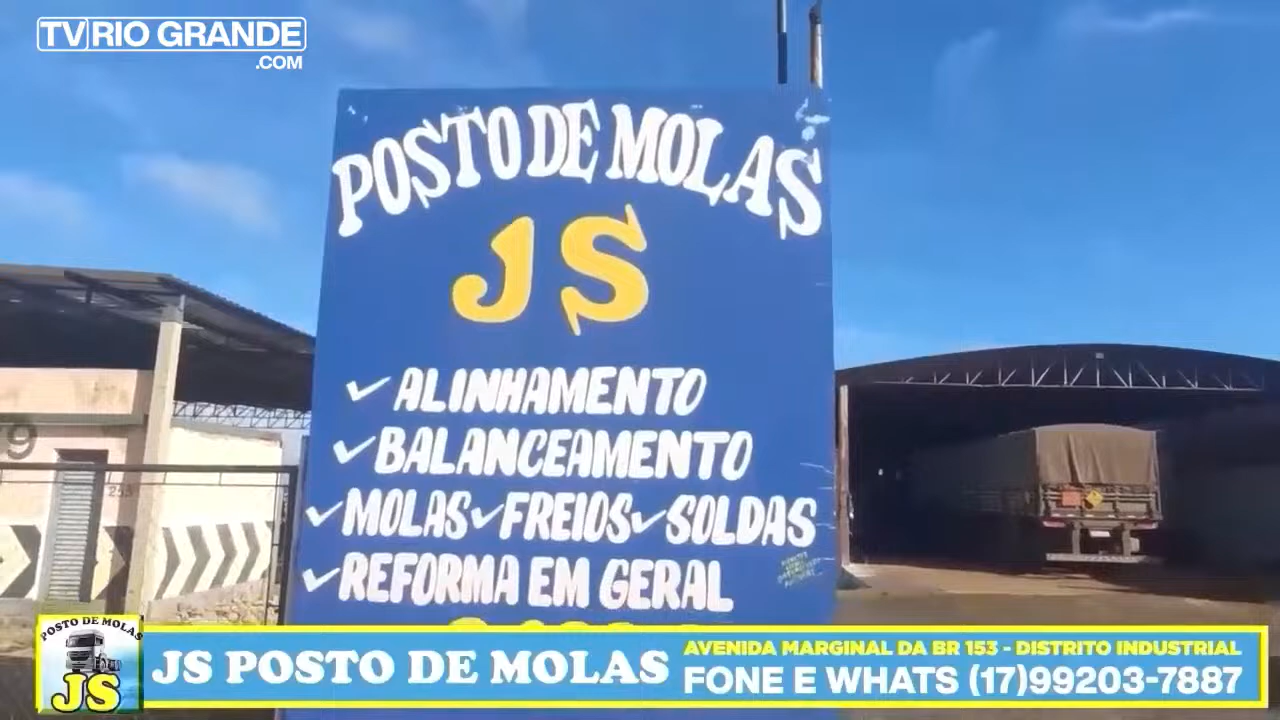 TV RIO GRANDE
.COM
POSTO DE MOLAS
JS
ALINHAMENTO
BALANCEAMENTO
MOLAS FREIOS SOLDAS
REFORMA EM GERAL
9
POSTO DE MOLAS
JS
JS POSTO DE MOLAS
AVENIDA MARGINAL DA BR 153 - DISTRITO INDUSTRIAL
FONE E WHATS (17)99203-7887